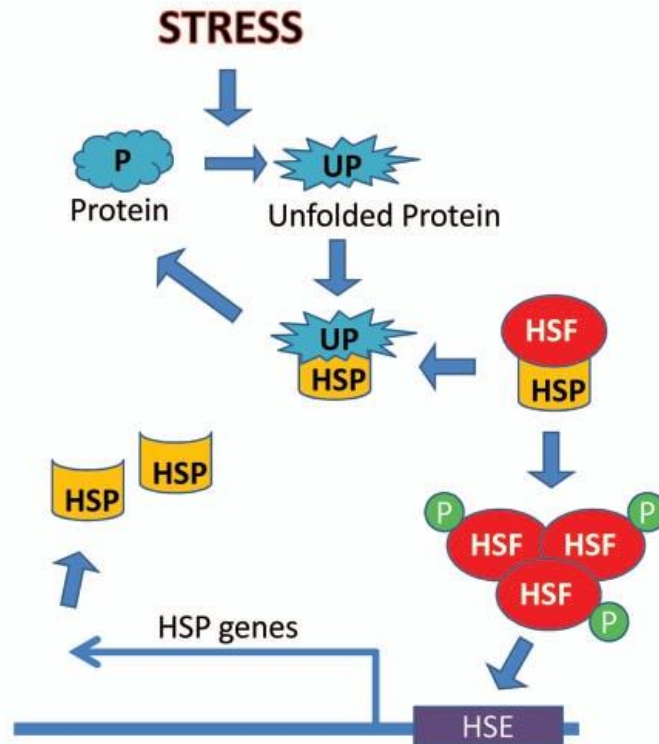 STRESS
P
UP
Protein
Unfolded Protein
UP
HSP
HSF
HSP
HSP
HSP
P
P
HSF
HSF
HSF
P
HSP genes
HSE